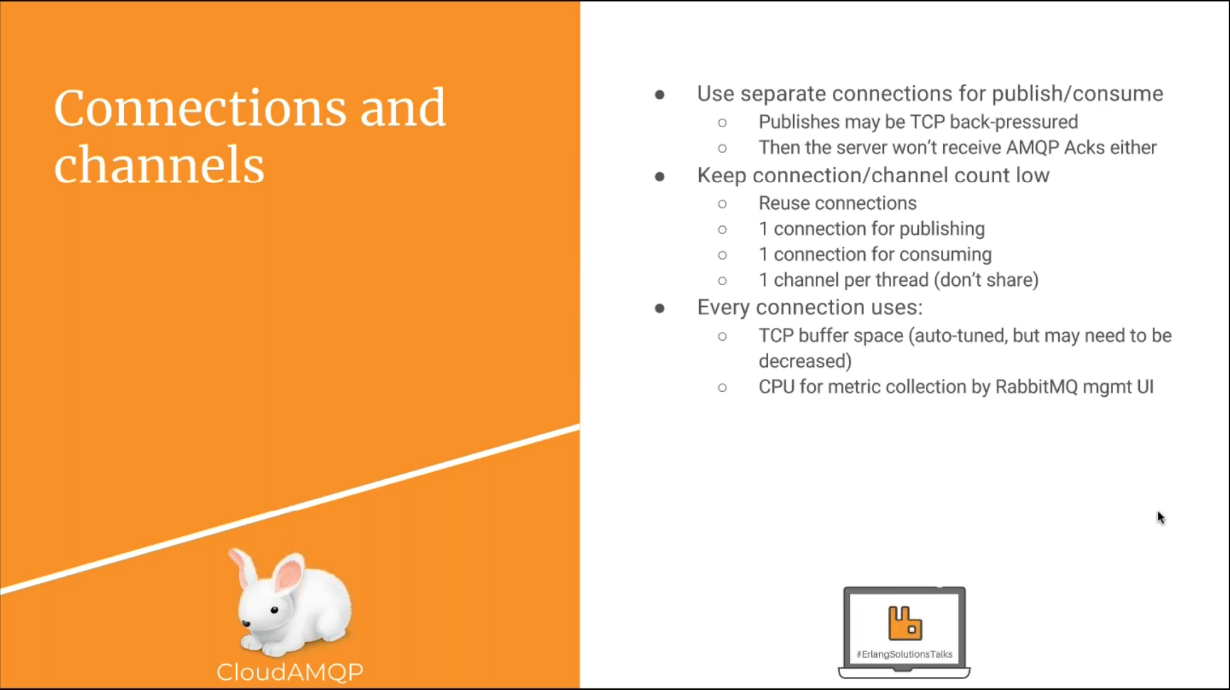 Connections and
channels
● Use separate connections for publish/consume
○ Publishes may be TCP back-pressured
○ Then the server won’t receive AMQP Acks either
● Keep connection/channel count low
○ Reuse connections
○ 1 connection for publishing
○ 1 connection for consuming
○ 1 channel per thread (don’t share)
● Every connection uses:
○ TCP buffer space (auto-tuned, but may need to be
decreased)
○ CPU for metric collection by RabbitMQ mgmt UI
CloudAMQP
#ErlangSolutionsTalks